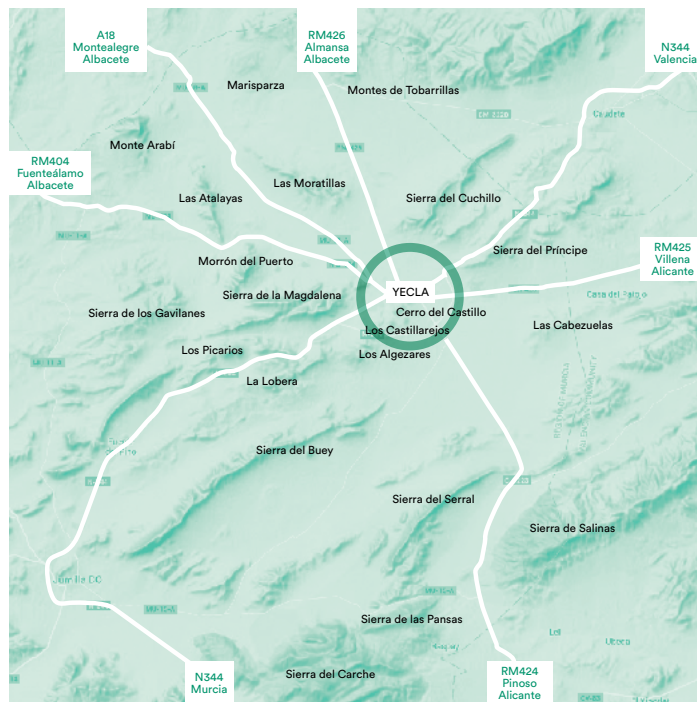 A18
Montealegre
Albacete
RM426
Almansa
Albacete
N344
Valencia
Marisparza
Montes de Tobarrillas
Caudete
Monte Arabí
RM404
Fuenteálamo
Albacete
Las Moratillas
Las Atalayas
Sierra del Cuchillo
Sierra del Príncipe
RM425
Villena
Alicante
Morrón del Puerto
YECLA
Sierra de la Magdalena
Sierra de los Gavilanes
Cerro del Castillo
Las Cabezuelas
Los Castillarejos
Los Picarios
Los Algezares
La Lobera
Sierra del Buey
Sierra del Serral
Sierra de Salinas
Sierra de las Pansas
Sierra del Carche
N344
Murcia
RM424
Pinoso
Alicante